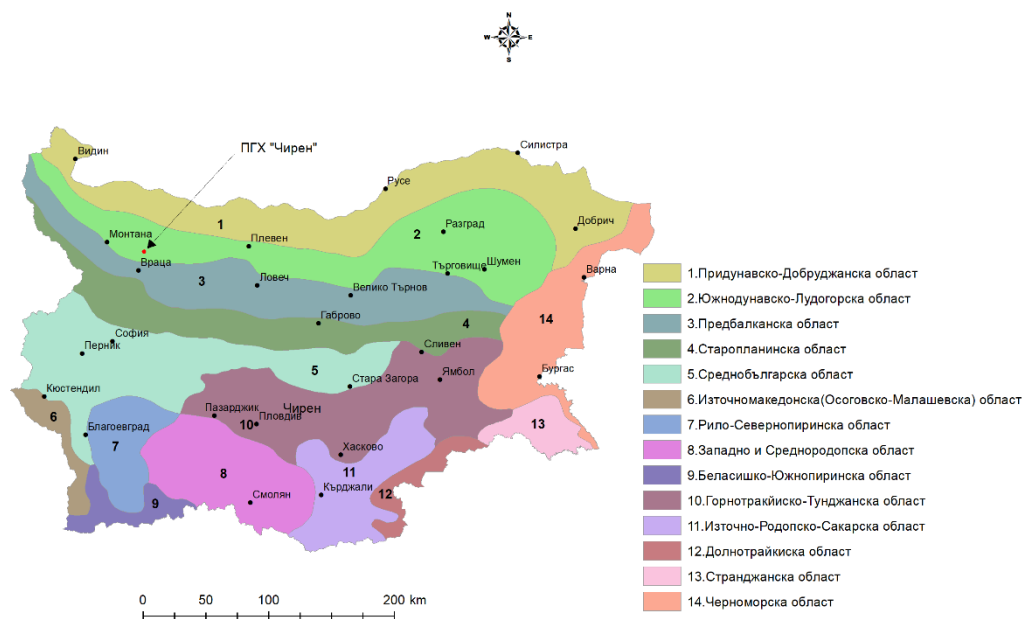 N
W E
S
Видин
ПГХ "Чирен"
Силистра
Русе
1
Монтана
Плевен
2
Разград
Добрич
Враца
3
Ловеч
Търговище
Шумен
Варна
Велико Търнов
Габрово
4
14
София
Перник
Сливен
5
Стара Загора
Ямбол
Бургас
Кюстендил
6
Благоевград
7
Пазарджик
Чирен
10
Пловдив
13
Хасково
11
8
Смолян
Кърджали
12
9
1.Придунавско-Добруджанска област
2.Южнодунавско-Лудогорска област
3.Предбалканска област
4.Старопланинска област
5.Среднобългарска област
6.Източномакедонска(Осоговско-Малашевска) област
7.Рило-Севернопиринска област
8.Западно и Среднородопска област
9.Беласишко-Южнопиринска област
10.Горнотракйиско-Тунджанска област
11.Източно-Родопско-Сакарска област
12.Долнотрайкиска област
13.Странджанска област
14.Черноморска област
0 50 100 200 km